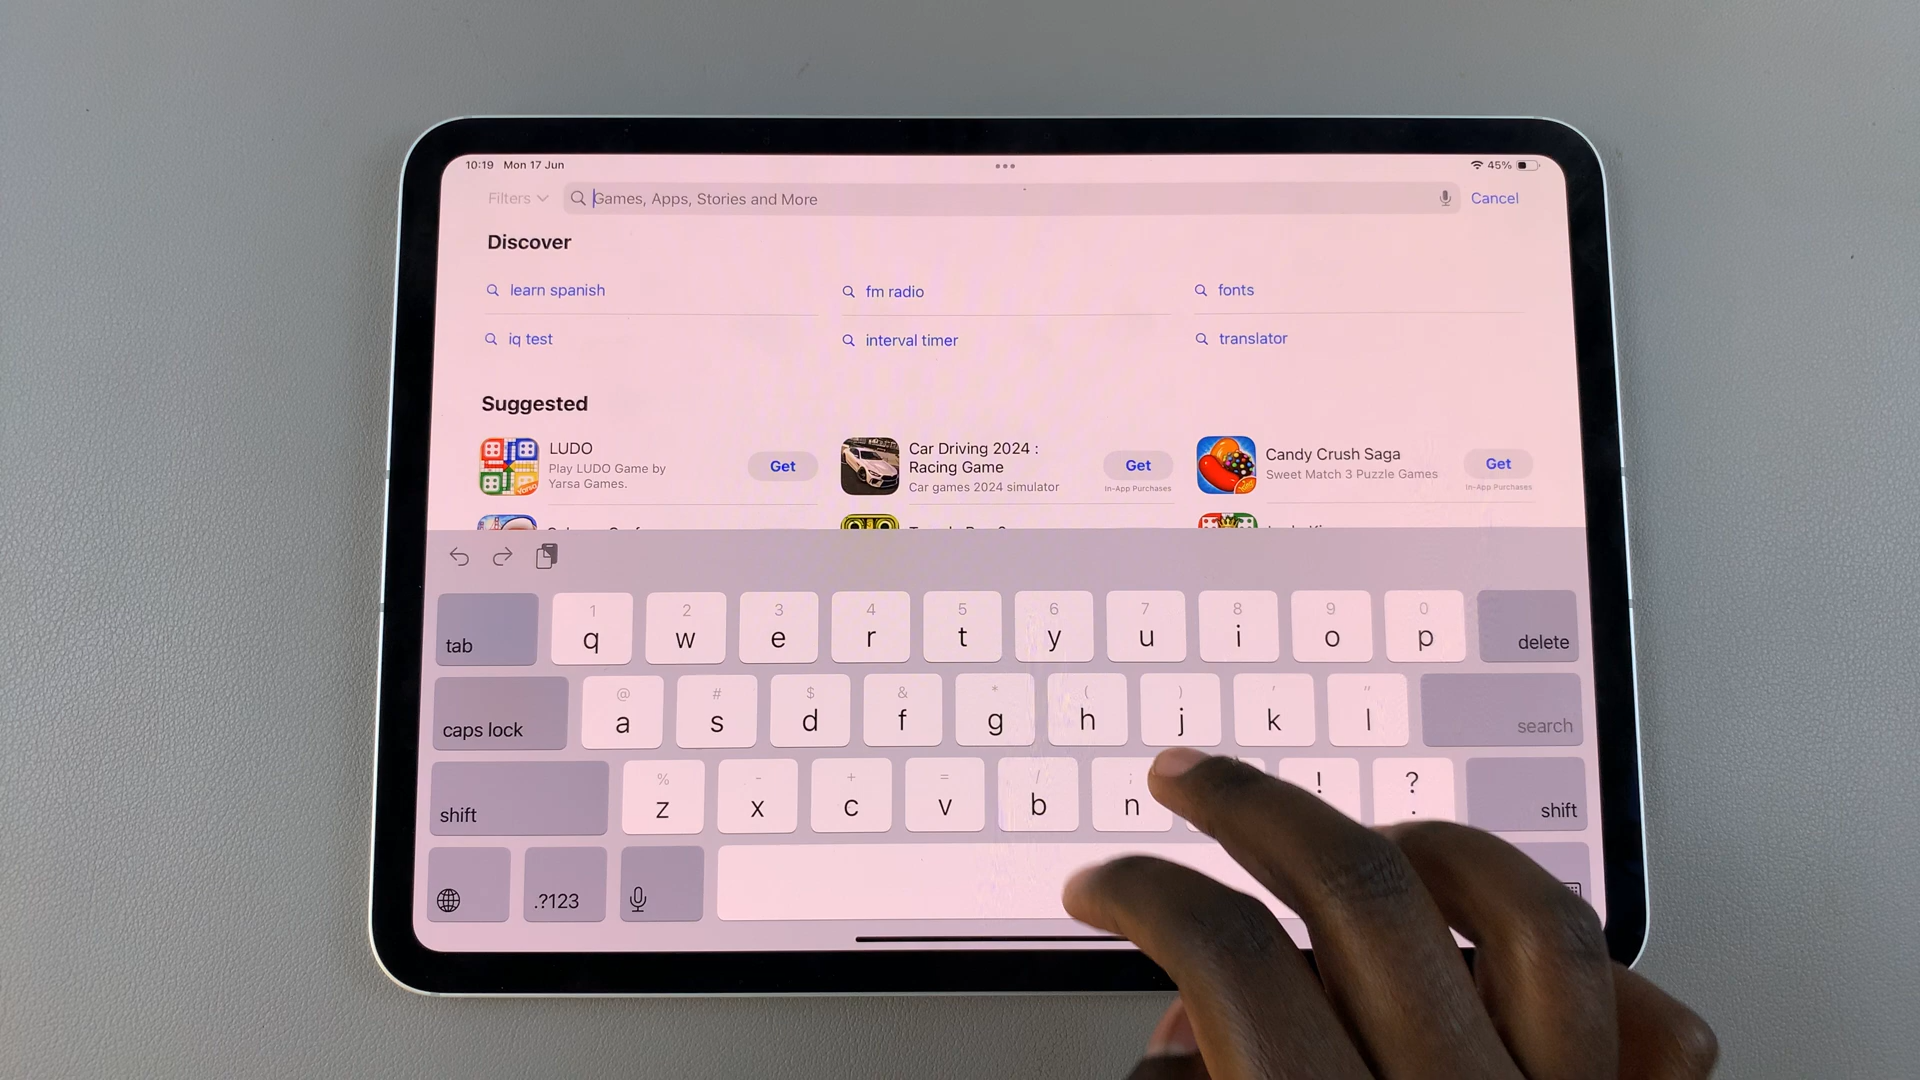 10:19 Mon 17 Jun
45%
Filters
Games, Apps, Stories and More
Cancel
Discover
learn spanish
fm radio
fonts
iq test
interval timer
translator
Suggested
LUDO
Play LUDO Game by
Yarsa Games.
Get
Car Driving 2024 :
Racing Game
Car games 2024 simulator
Get
In-App Purchases
Candy Crush Saga
Sweet Match 3 Puzzle Games
Get
In-App Purchases
1 2 3 4 5 6 7 8 9 0
tab q w e r t y u i o p delete
@ # $ & * ( ) ' "
caps lock a s d f g h j k l search
% - + = / ; ! ?
shift z x c v b n . shift
.?123